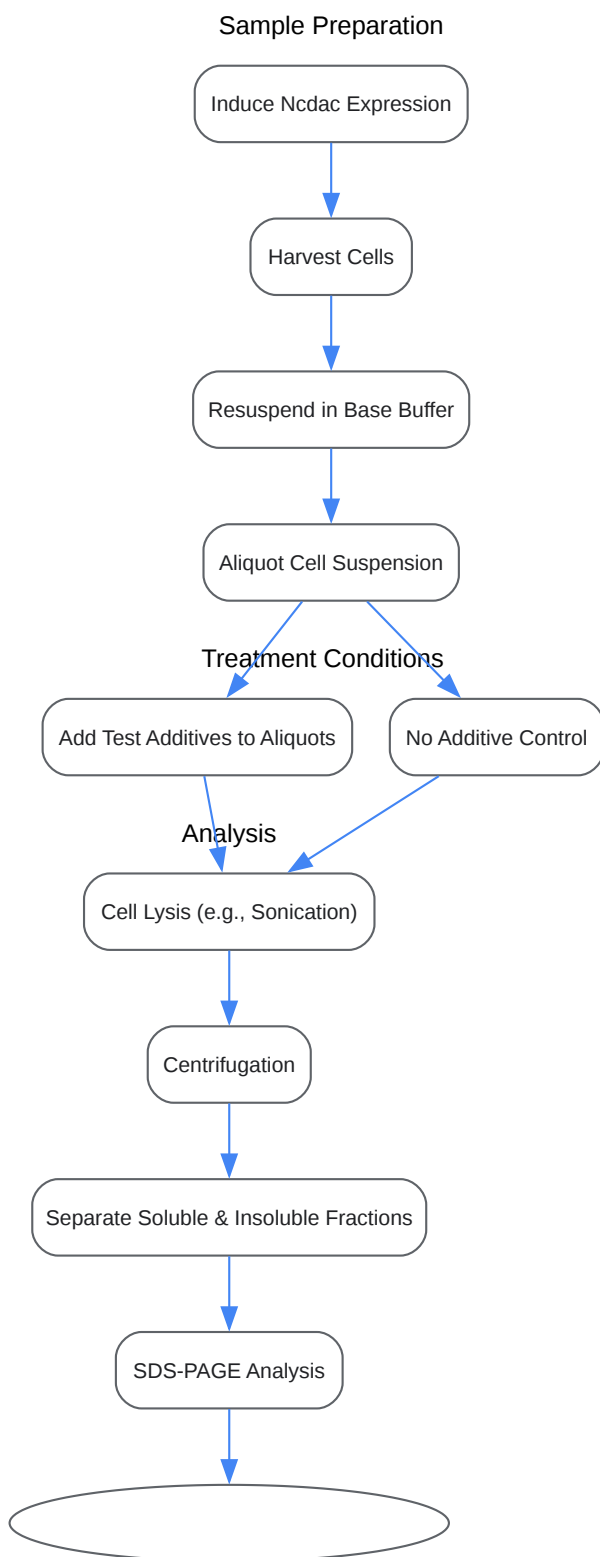 Sample Preparation
Induce Ncdac Expression
Harvest Cells
Resuspend in Base Buffer
Aliquot Cell Suspension
Treatment Conditions
Add Test Additives to Aliquots
No Additive Control
Analysis
Cell Lysis (e.g., Sonication)
Centrifugation
Separate Soluble & Insoluble Fractions
SDS-PAGE Analysis